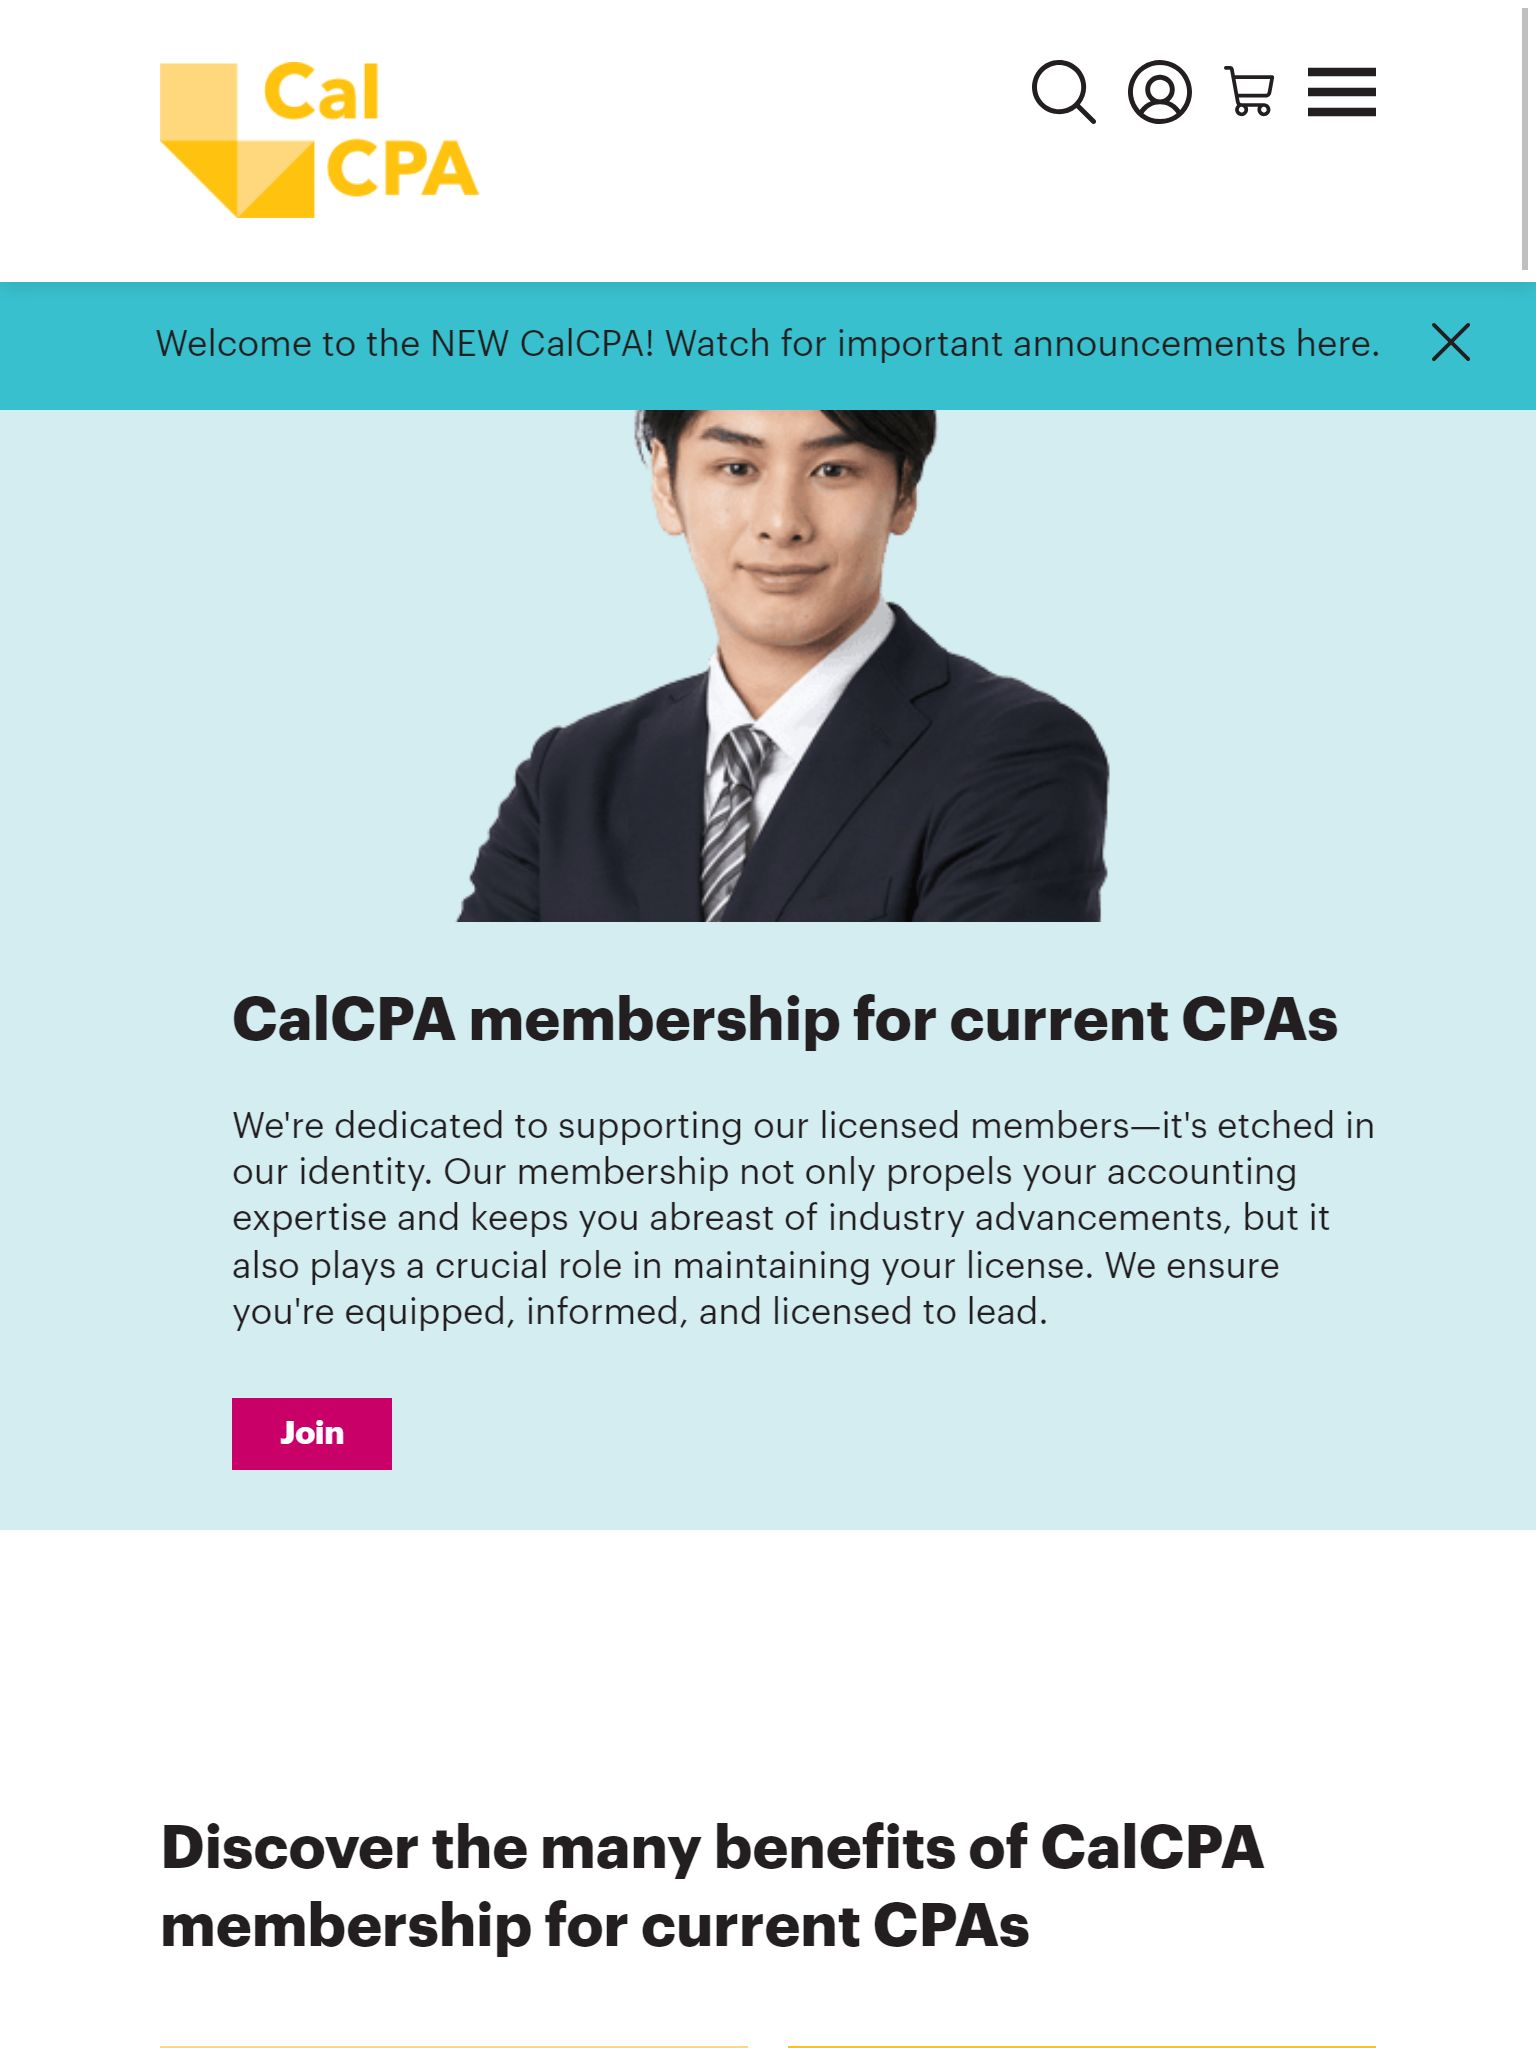 Cal
CPA
Welcome to the NEW CalCPA! Watch for important announcements here.
CalCPA membership for current CPAs
We're dedicated to supporting our licensed members—it's etched in
our identity. Our membership not only propels your accounting
expertise and keeps you abreast of industry advancements, but it
also plays a crucial role in maintaining your license. We ensure
you're equipped, informed, and licensed to lead.
Join
Discover the many benefits of CalCPA
membership for current CPAs